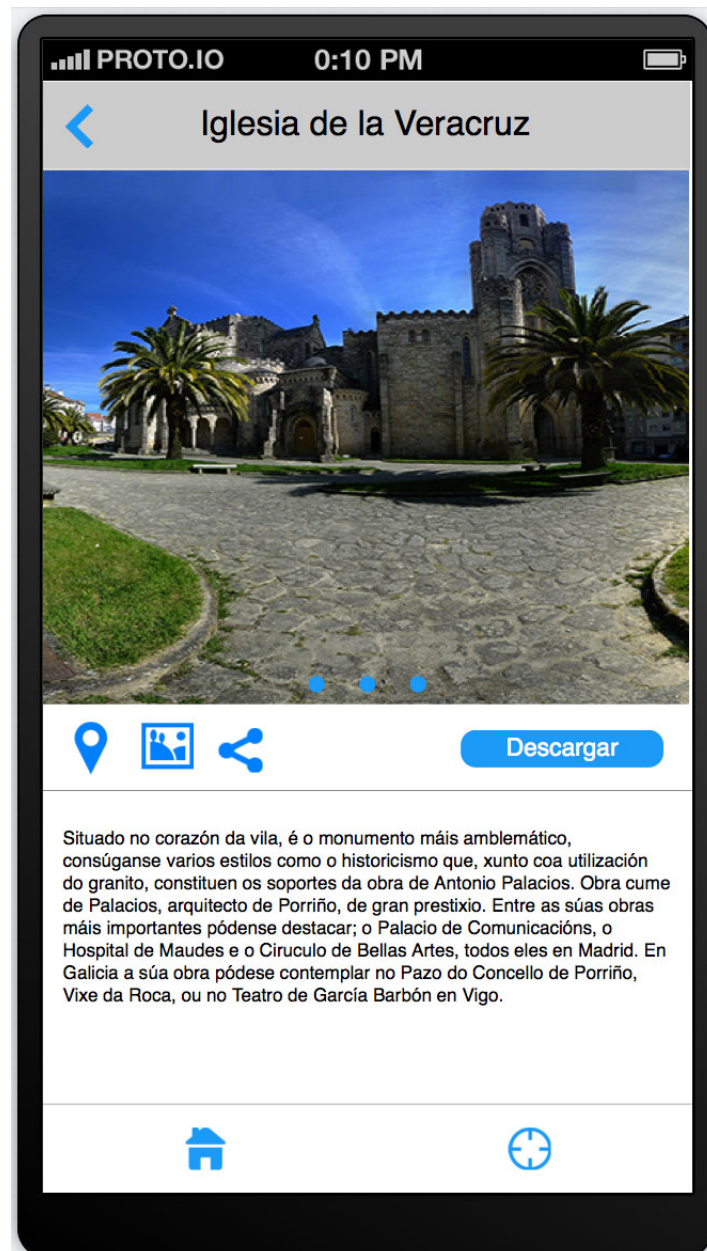 PROTO.IO 0:10 PM
Iglesia de la Veracruz
Descargar
Situado no corazón da vila, é o monumento máis amblemático,
consúganse varios estilos como o historicismo que, xunto coa utilización
do granito, constituen os soportes da obra de Antonio Palacios. Obra cume
de Palacios, arquitecto de Porriño, de gran prestixio. Entre as súas obras
máis importantes pódense destacar; o Palacio de Comunicacións, o
Hospital de Maudes e o Ciruculo de Bellas Artes, todos eles en Madrid. En
Galicia a súa obra pódese contemplar no Pazo do Concello de Porriño,
Vixe da Roca, ou no Teatro de García Barbón en Vigo.